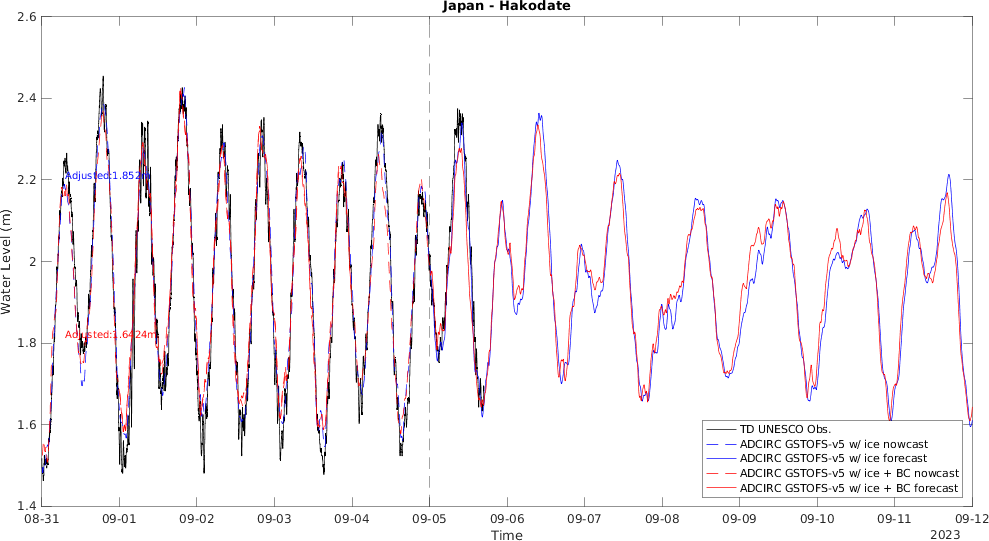 Japan - Hakodate
2.6
2.4
2.2
2
1.8
1.6
1.4
Water Level (m)
Adjusted:1.852m
Adjusted:1.6424m
TD UNESCO Obs.
ADCIRC GSTOFS-v5 w/ ice nowcast
ADCIRC GSTOFS-v5 w/ ice forecast
ADCIRC GSTOFS-v5 w/ ice + BC nowcast
ADCIRC GSTOFS-v5 w/ ice + BC forecast
08-31 09-01 09-02 09-03 09-04 09-05 09-06 09-07 09-08 09-09 09-10 09-11 09-12
Time
2023